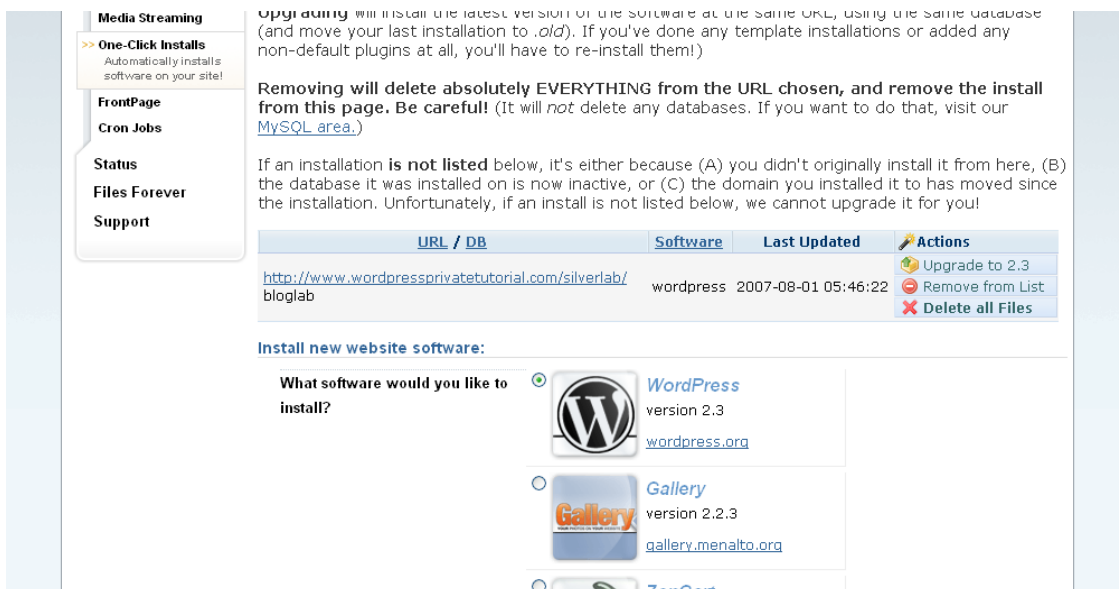 Media Streaming
>> One-Click Installs
Automatically installs
software on your site!
FrontPage
Cron Jobs
Status
Files Forever
Support
Upgrading will install the latest version of the software at the same URL, using the same database
(and move your last installation to .old). If you've done any template installations or added any
non-default plugins at all, you'll have to re-install them!)
Removing will delete absolutely EVERYTHING from the URL chosen, and remove the install
from this page. Be careful! (It will not delete any databases. If you want to do that, visit our
MySQL area.)
If an installation is not listed below, it's either because (A) you didn't originally install it from here, (B)
the database it was installed on is now inactive, or (C) the domain you installed it to has moved since
the installation. Unfortunately, if an install is not listed below, we cannot upgrade it for you!
URL / DB Software Last Updated Actions
http://www.wordpressprivatetutorial.com/silverlab/
bloglab
wordpress 2007-08-01 05:46:22
Upgrade to 2.3
Remove from List
Delete all Files
Install new website software:
What software would you like to
install?
W
WordPress
version 2.3
wordpress.org
Gallery
YOUR PHOTOS ON YOUR WEBSITE
Gallery
version 2.2.3
gallery.menalto.org
ZenCart